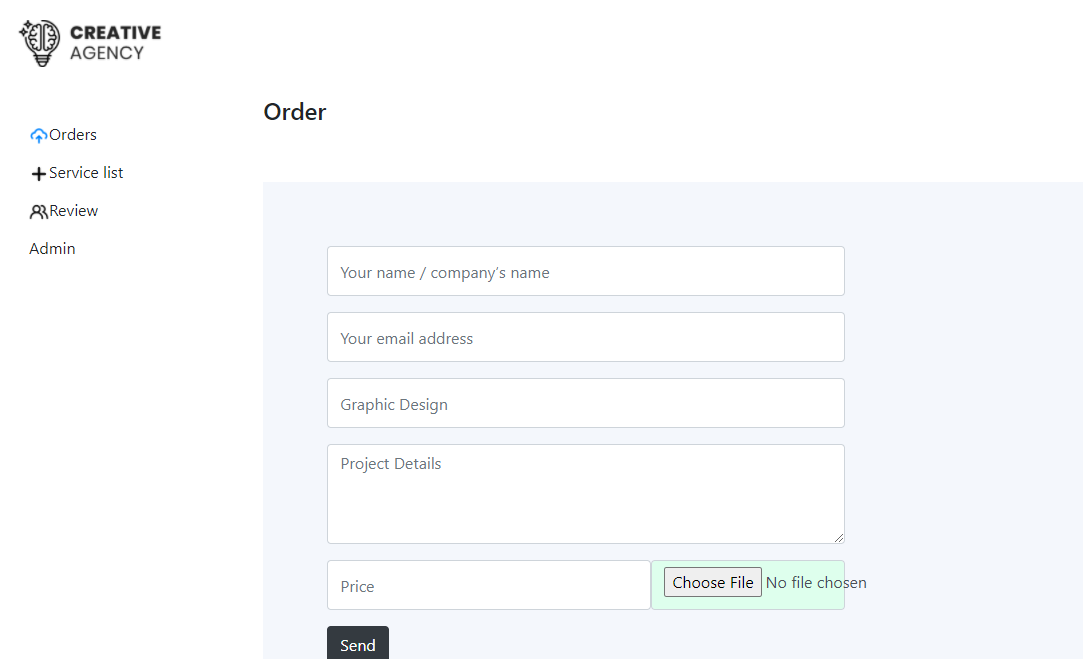 CREATIVE
AGENCY
Order
Orders
Service list
Review
Admin
Your name / company's name
Your email address
Graphic Design
Project Details
Price
Choose File No file chosen
Send